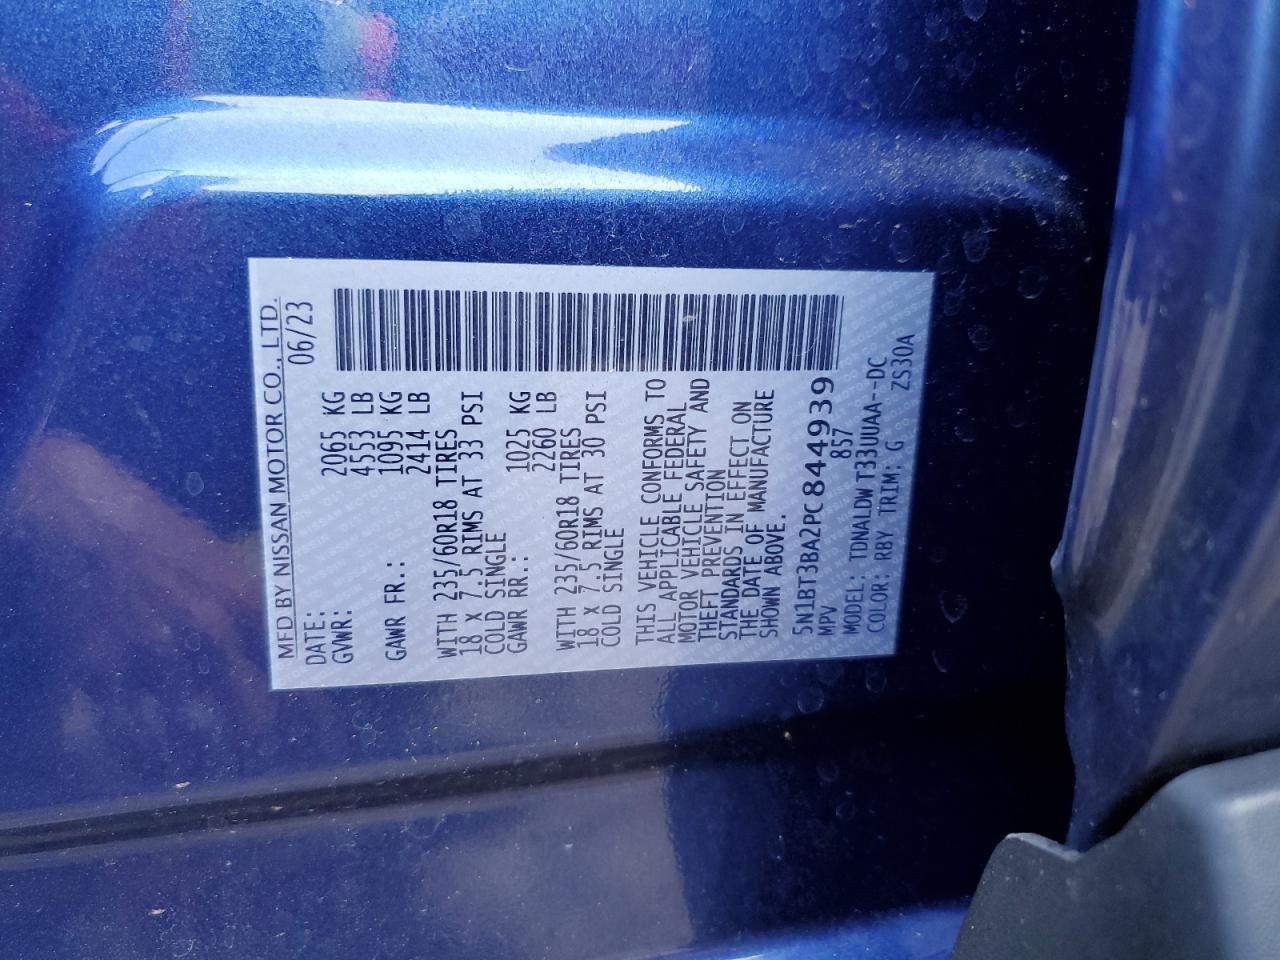 MFD BY NISSAN MOTOR CO., LTD.
DATE: 06/23
GVWR: 2065 KG
4553 LB
GAWR FR.: 1095 KG
2414 LB
WITH 235/60R18 TIRES
18 X 7.5 RIMS AT 33 PSI
COLD SINGLE
GAWR RR.: 1025 KG
2260 LB
WITH 235/60R18 TIRES
18 X 7.5 RIMS AT 30 PSI
COLD SINGLE
THIS VEHICLE CONFORMS TO
ALL APPLICABLE FEDERAL
MOTOR VEHICLE SAFETY AND
THEFT PREVENTION
STANDARDS IN EFFECT ON
THE DATE OF MANUFACTURE
SHOWN ABOVE.
5N1BT3BA2PC844939
MPV 857
MODEL: TDNALDW T33UUAA--DC
COLOR: RBY TRIM: G ZS30A